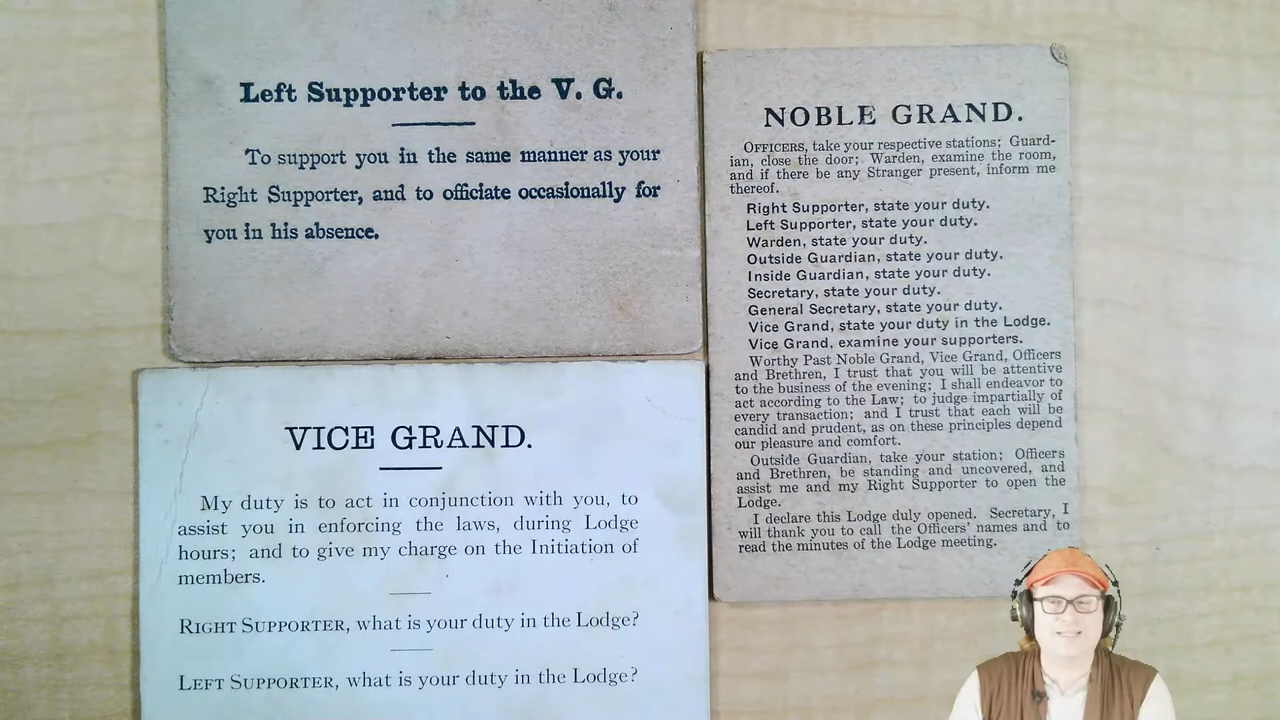 Left Supporter to the V. G.
To support you in the same manner as your
Right Supporter, and to officiate occasionally for
you in his absence.
VICE GRAND.
My duty is to act in conjunction with you, to
assist you in enforcing the laws, during Lodge
hours; and to give my charge on the Initiation of
members.
RIGHT SUPPORTER, what is your duty in the Lodge?
LEFT SUPPORTER, what is your duty in the Lodge?
NOBLE GRAND.
OFFICERS, take your respective stations; Guard-
ian, close the door; Warden, examine the room,
and if there be any Stranger present, inform me
thereof.
Right Supporter, state your duty.
Left Supporter, state your duty.
Warden, state your duty.
Outside Guardian, state your duty.
Inside Guardian, state your duty.
Secretary, state your duty.
General Secretary, state your duty.
Vice Grand, state your duty in the Lodge.
Vice Grand, examine your supporters.
Worthy Past Noble Grand, Vice Grand, Officers
and Brethren, I trust that you will be attentive
to the business of the evening; I shall endeavor to
act according to the Law; to judge impartially of
every transaction; and I trust that each will be
candid and prudent, as on these principles depend
our pleasure and comfort.
Outside Guardian, take your station; Officers
and Brethren, be standing and uncovered, and
assist me and my Right Supporter to open the
Lodge.
I declare this Lodge duly opened. Secretary, I
will thank you to call the Officers' names and to
read the minutes of the Lodge meeting.